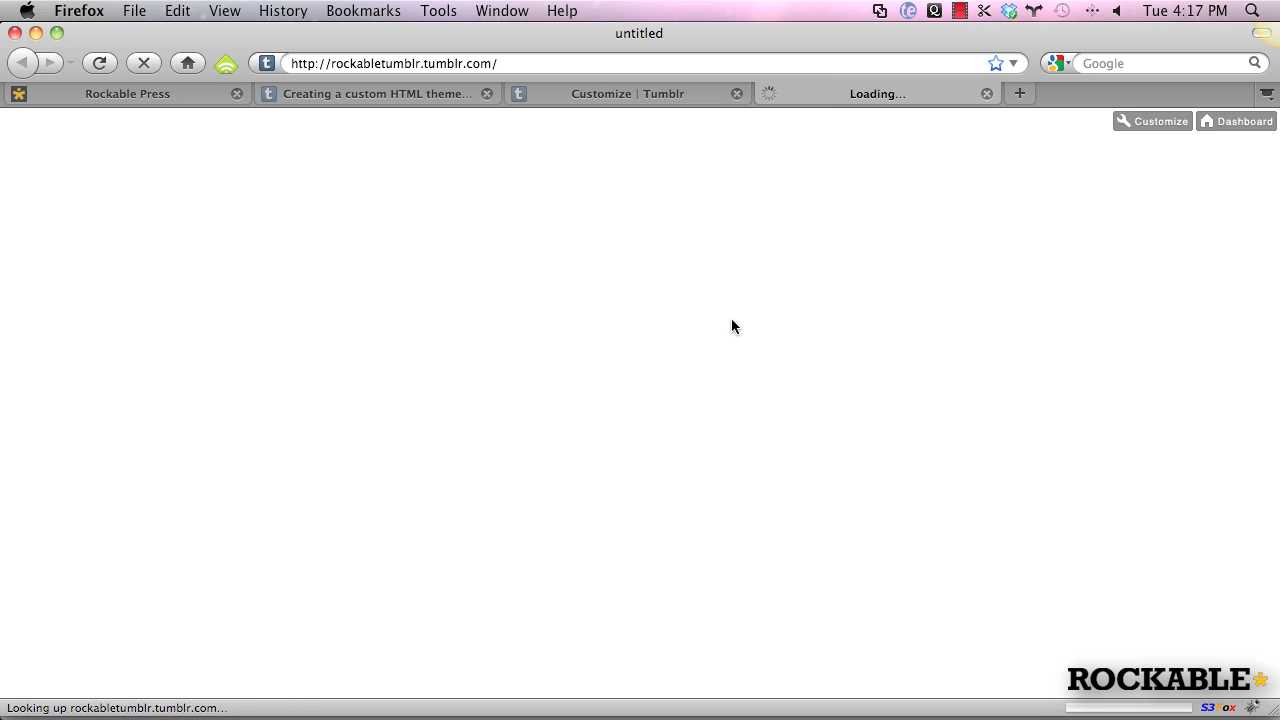 Firefox File Edit View History Bookmarks Tools Window Help Tue 4:17 PM
untitled
http://rockabletumblr.tumblr.com/ Google
Rockable Press Creating a custom HTML theme... Customize | Tumblr Loading...
Customize Dashboard
ROCKABLE*
Looking up rockabletumblr.tumblr.com... S3Fox